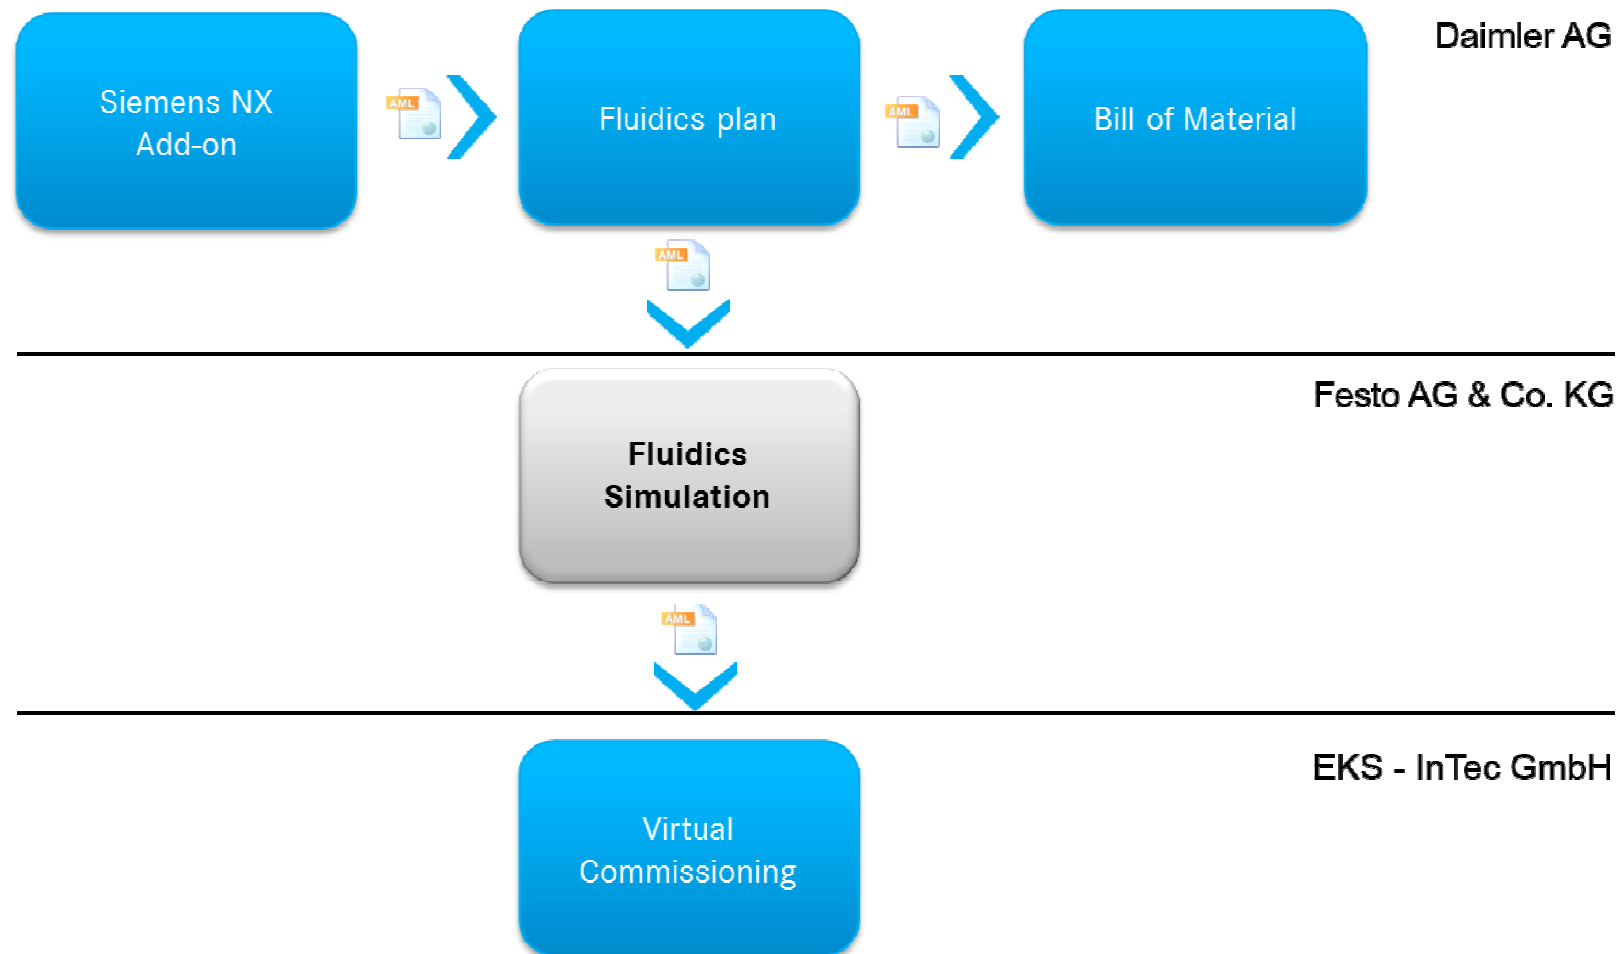 Daimler AG
Siemens NX
Add-on
AML
Fluidics plan
AML
Bill of Material
AML
Festo AG & Co. KG
Fluidics
Simulation
AML
EKS - InTec GmbH
Virtual
Commissioning